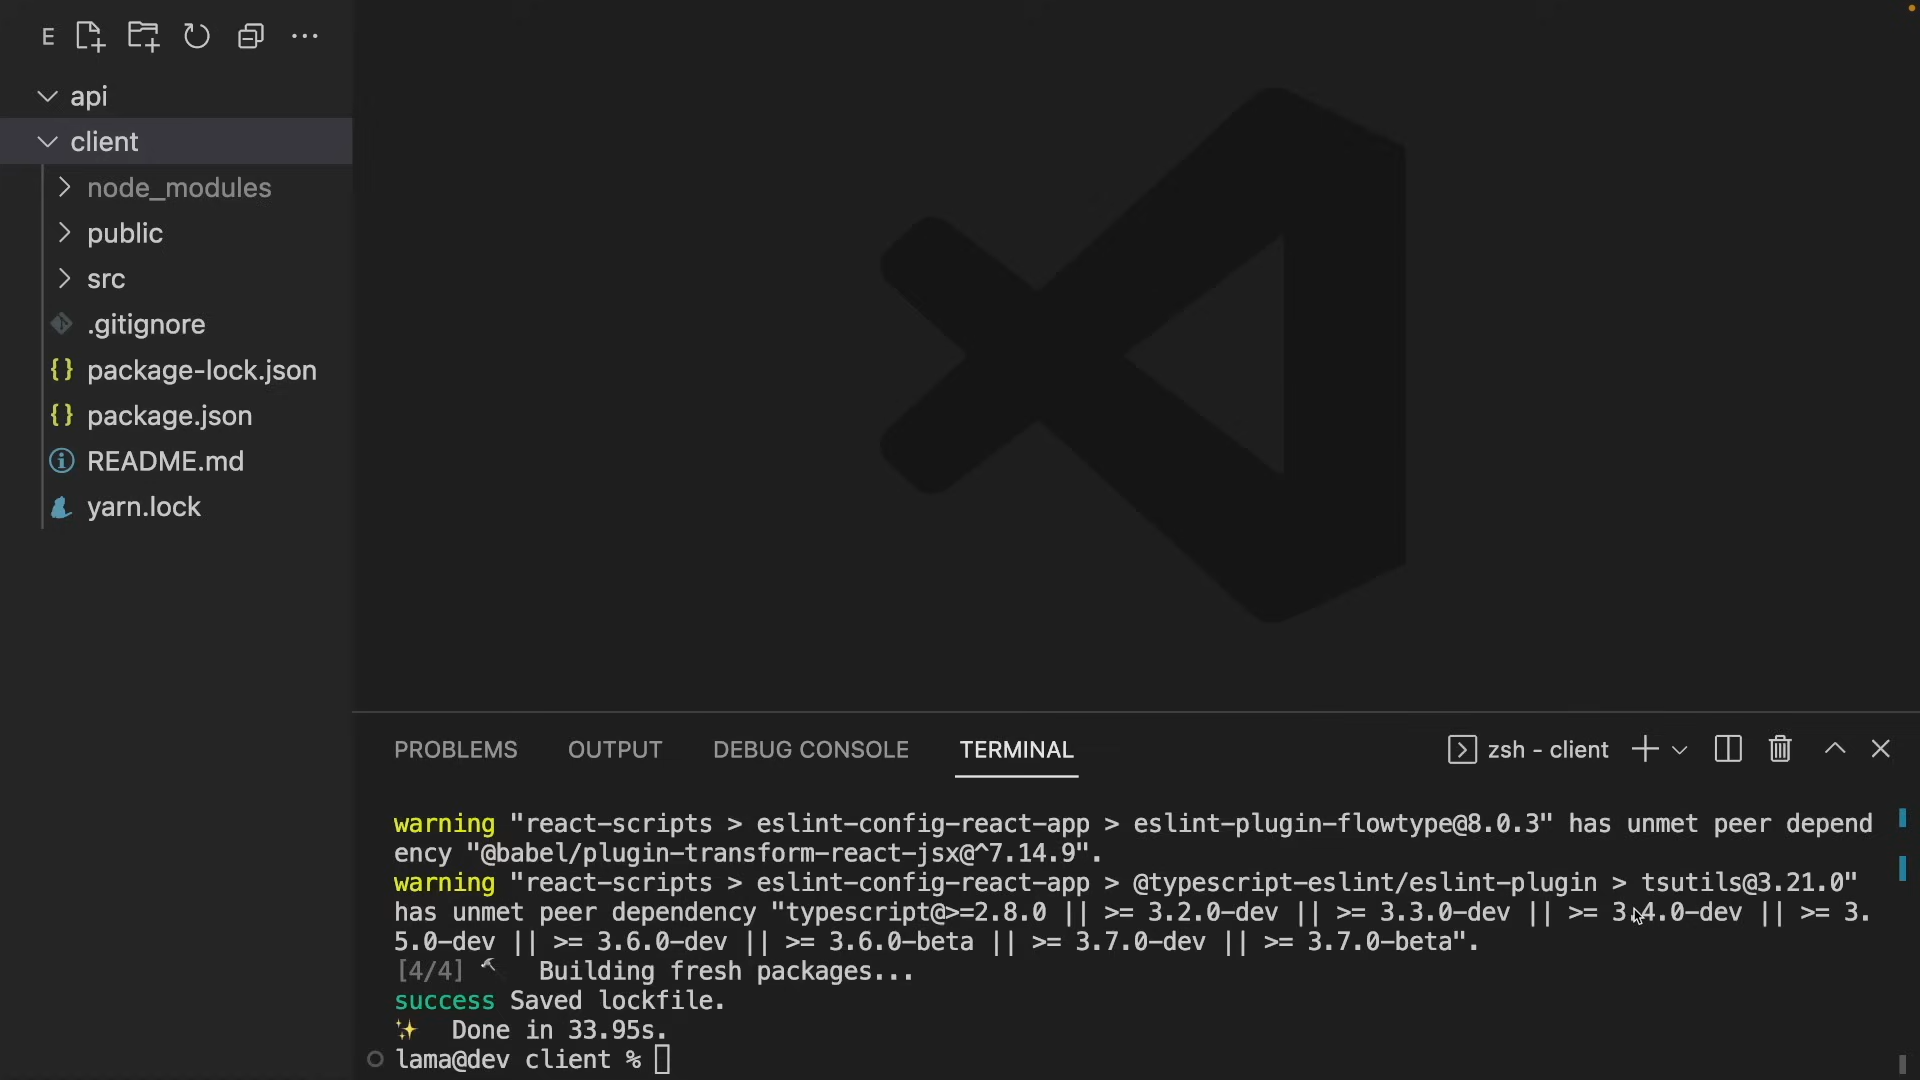 E
api
client
node_modules
public
src
.gitignore
{} package-lock.json
{} package.json
README.md
yarn.lock
PROBLEMS OUTPUT DEBUG CONSOLE TERMINAL
zsh - client
warning "react-scripts > eslint-config-react-app > eslint-plugin-flowtype@8.0.3" has unmet peer depend
ency "@babel/plugin-transform-react-jsx@^7.14.9".
warning "react-scripts > eslint-config-react-app > @typescript-eslint/eslint-plugin > tsutils@3.21.0"
has unmet peer dependency "typescript@>=2.8.0 || >= 3.2.0-dev || >= 3.3.0-dev || >= 3.4.0-dev || >= 3.
5.0-dev || >= 3.6.0-dev || >= 3.6.0-beta || >= 3.7.0-dev || >= 3.7.0-beta".
[4/4] 🔨 Building fresh packages...
success Saved lockfile.
✨ Done in 33.95s.
lama@dev client %